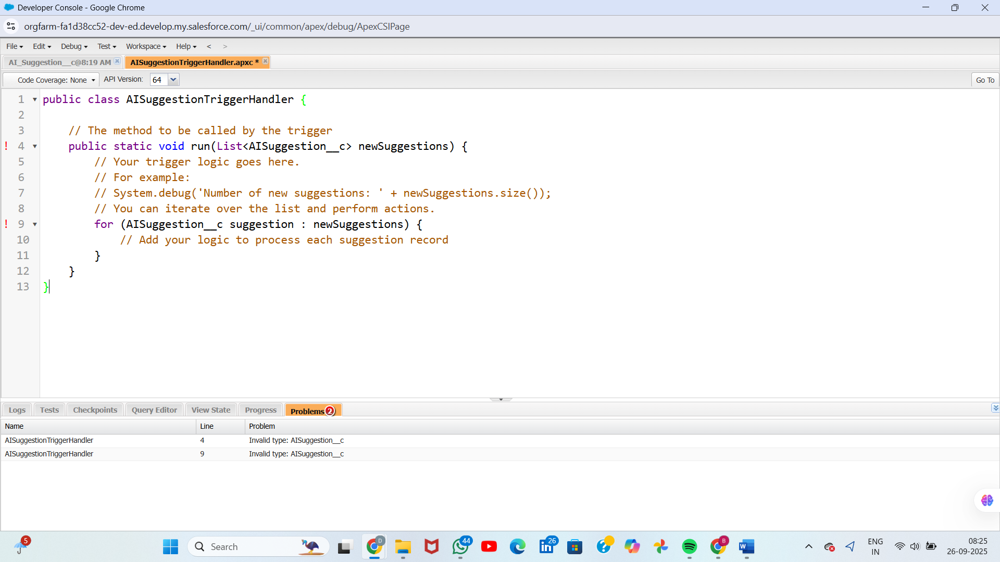 Developer Console - Google Chrome
orgfarm-fa1d38cc52-dev-ed.develop.my.salesforce.com/_ui/common/apex/debug/ApexCSIPage
File Edit Debug Test Workspace Help < >
AI_Suggestion__c@8:19 AM AISuggestionTriggerHandler.apxc *
Code Coverage: None API Version: 64 Go To
1 public class AISuggestionTriggerHandler {
2
3 // The method to be called by the trigger
! 4 public static void run(List<AISuggestion__c> newSuggestions) {
5 // Your trigger logic goes here.
6 // For example:
7 // System.debug('Number of new suggestions: ' + newSuggestions.size());
8 // You can iterate over the list and perform actions.
! 9 for (AISuggestion__c suggestion : newSuggestions) {
10 // Add your logic to process each suggestion record
11 }
12 }
13 }
Logs Tests Checkpoints Query Editor View State Progress Problems 2
Name Line Problem
AISuggestionTriggerHandler 4 Invalid type: AISuggestion__c
AISuggestionTriggerHandler 9 Invalid type: AISuggestion__c
5 Search D 44 26 B W ENG 08:25
IN 26-09-2025